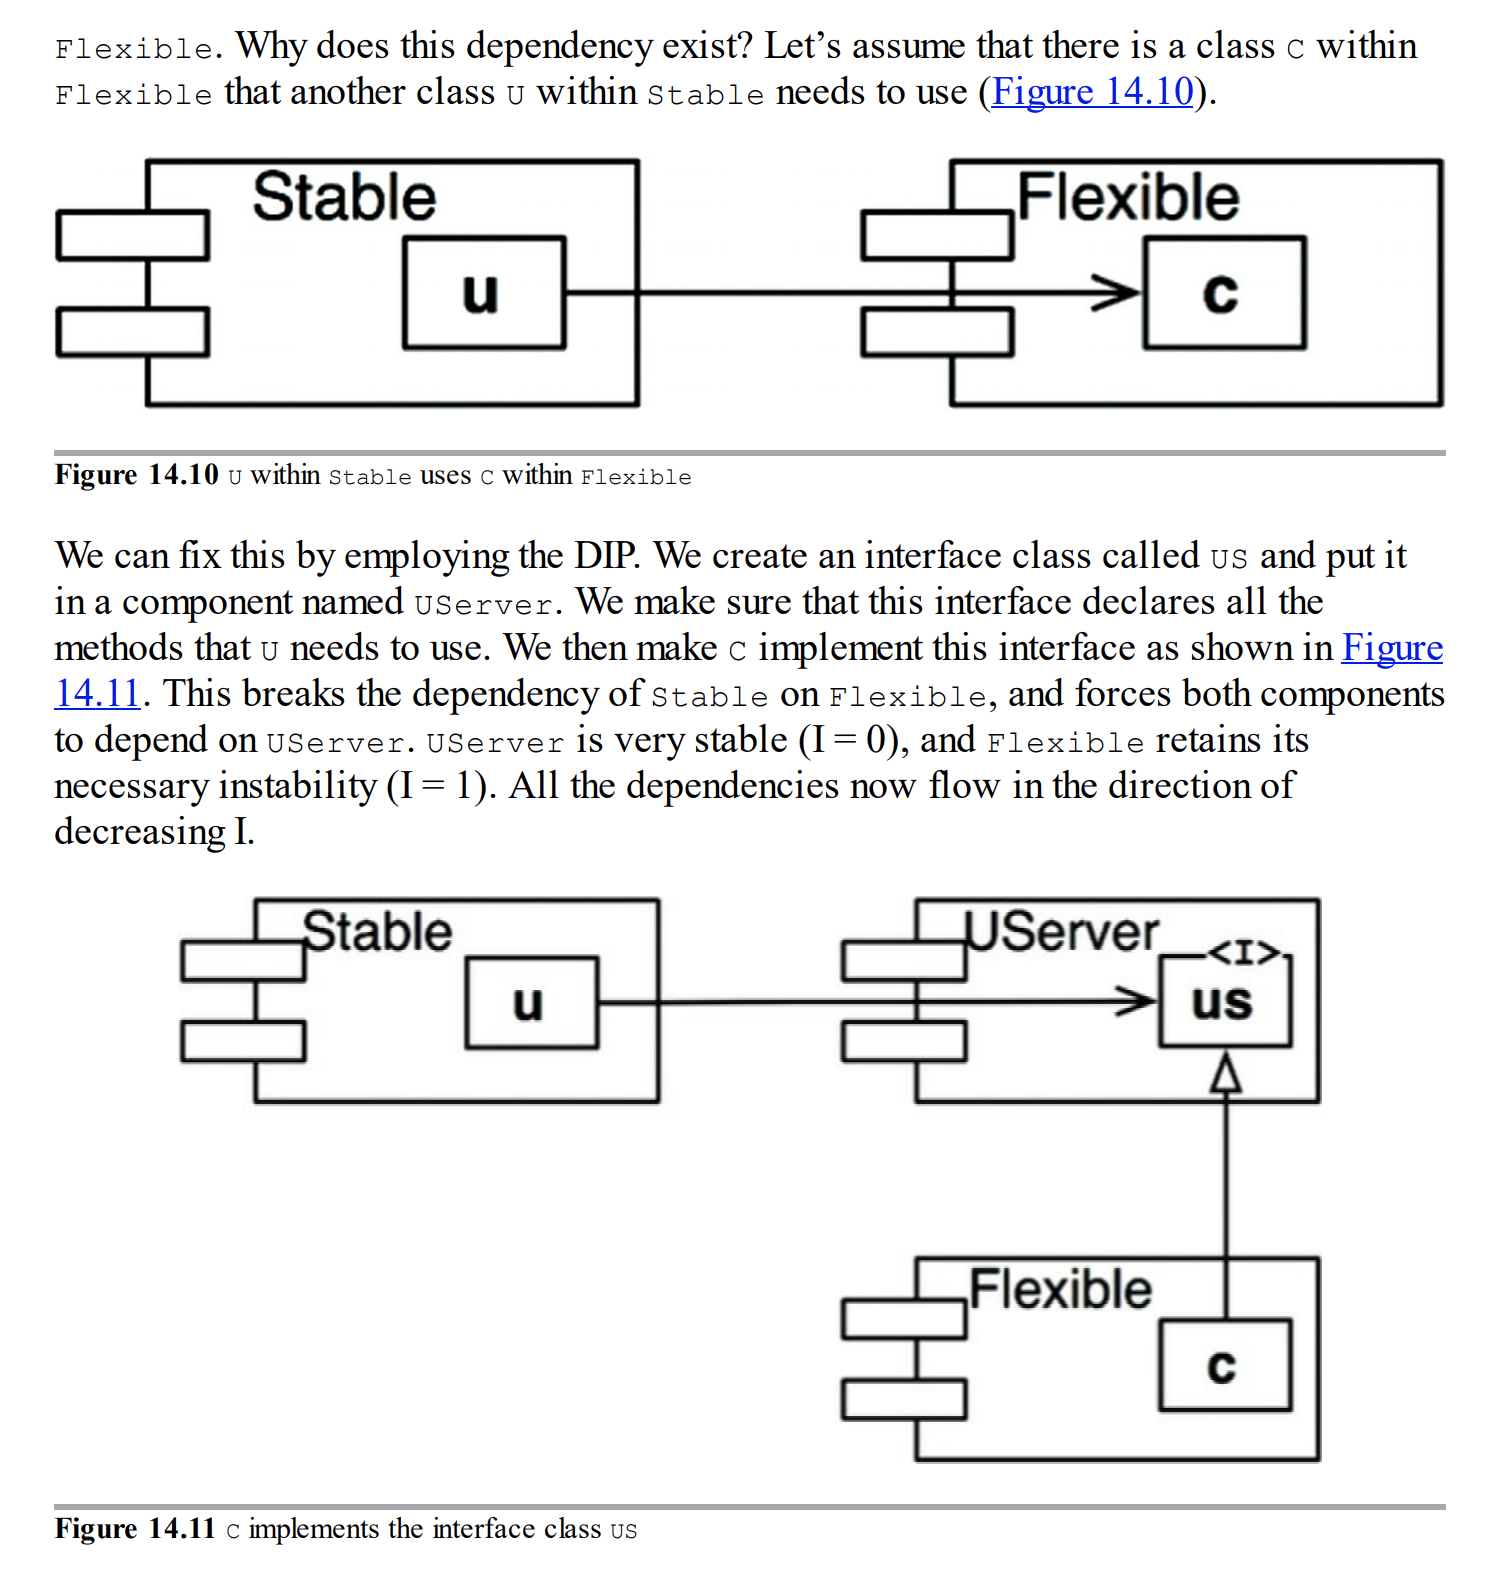 Flexible. Why does this dependency exist? Let’s assume that there is a class C within
Flexible that another class U within Stable needs to use (Figure 14.10).
Stable
Flexible
u
c
Figure 14.10 U within Stable uses C within Flexible
We can fix this by employing the DIP. We create an interface class called US and put it
in a component named UServer. We make sure that this interface declares all the
methods that U needs to use. We then make C implement this interface as shown in Figure
14.11. This breaks the dependency of Stable on Flexible, and forces both components
to depend on UServer. UServer is very stable (I = 0), and Flexible retains its
necessary instability (I = 1). All the dependencies now flow in the direction of
decreasing I.
Stable
UServer
<I>
u
us
Flexible
c
Figure 14.11 C implements the interface class US